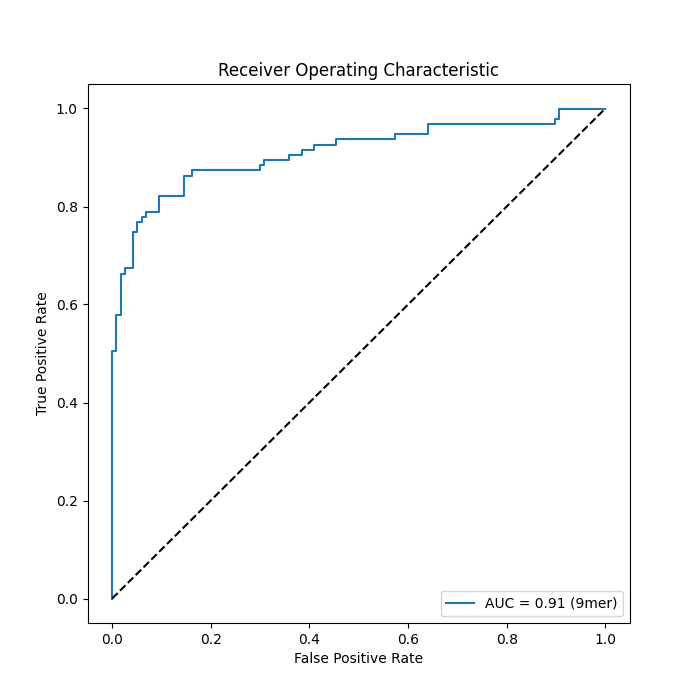 Receiver Operating Characteristic
1.0
0.8
0.6
0.4
0.2
0.0
True Positive Rate
AUC = 0.91 (9mer)
0.0 0.2 0.4 0.6 0.8 1.0
False Positive Rate